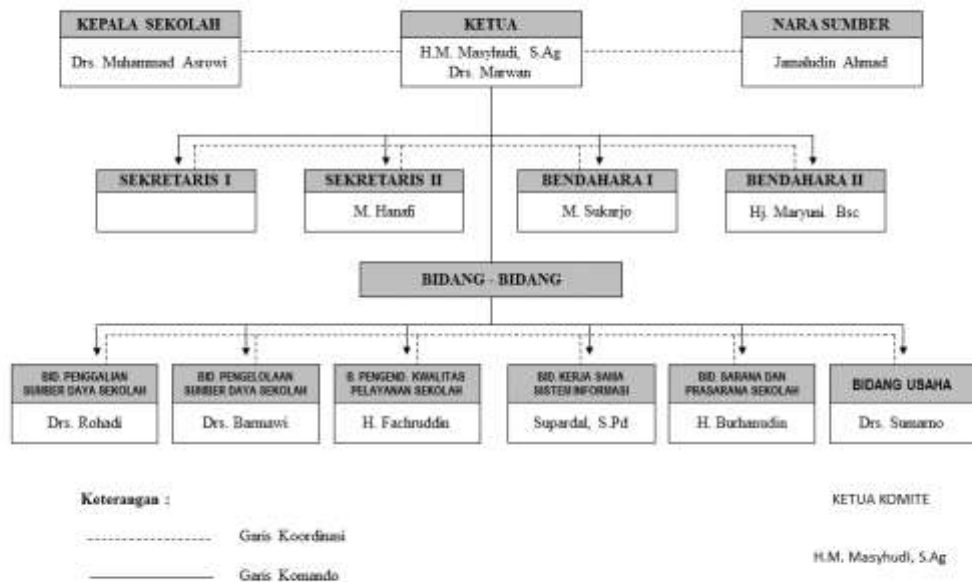 KEPALA SEKOLAH
Drs. Muhammad Asrowi
KETUA
H.M. Masyhudi, S.Ag
Drs. Marwan
NARA SUMBER
Jamaludin Ahmad
SEKRETARIS I
SEKRETARIS II
M. Hanafi
BENDAHARA I
M. Sukarjo
BENDAHARA II
Hj. Maryuni. Bsc
BIDANG - BIDANG
BID. PENGGALIAN
SUMBER DAYA SEKOLAH
Drs. Rohadi
BID. PENGELOLAAN
SUMBER DAYA SEKOLAH
Drs. Barmawi
B. PENGEND. KWALITAS
PELAYANAN SEKOLAH
H. Fachruddin
BID. KERJA SAMA
SISTEM INFORMASI
Supardal, S.Pd
BID. SARANA DAN
PRASARANA SEKOLAH
H. Burhanudin
BIDANG USAHA
Drs. Sumarno
Keterangan :
Garis Koordinasi
Garis Komando
KETUA KOMITE
H.M. Masyhudi, S.Ag